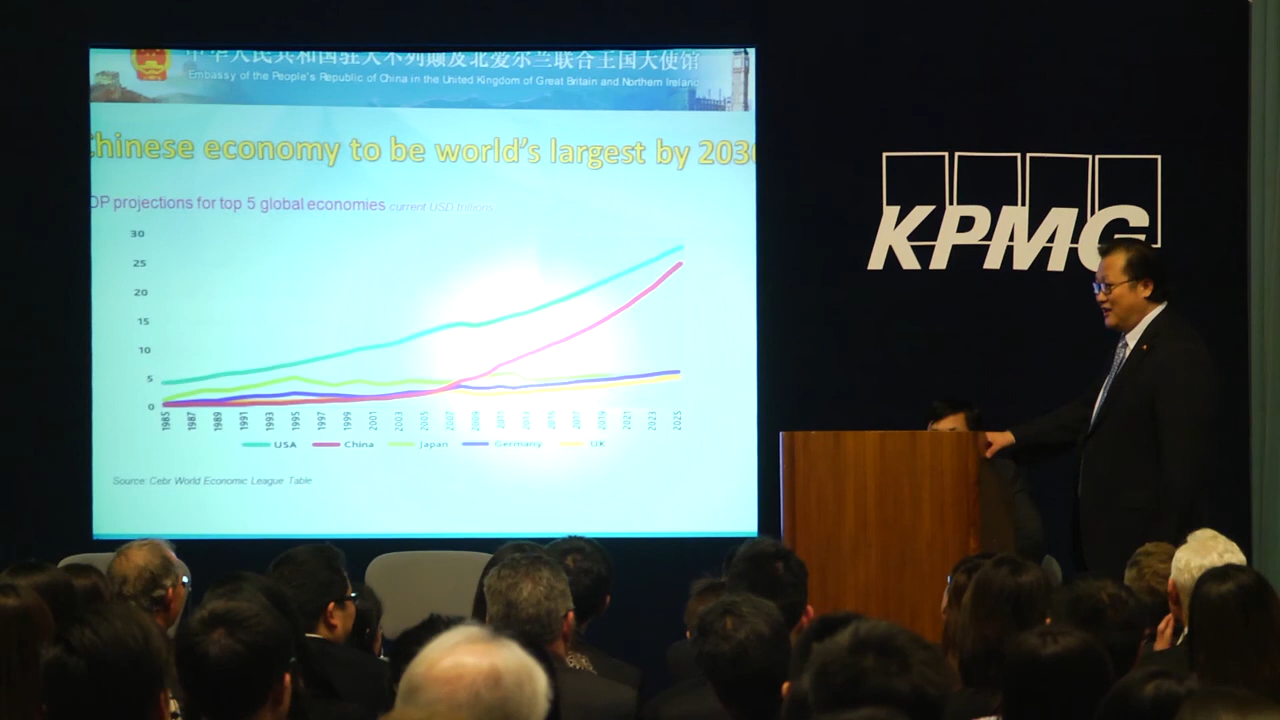 中华人民共和国驻大不列颠及北爱尔兰联合王国大使馆
Embassy of the People's Republic of China in the United Kingdom of Great Britain and Northern Ireland
Chinese economy to be world's largest by 2030
DP projections for top 5 global economies current USD trillions
30
25
20
15
10
5
0
1985 1987 1989 1991 1993 1995 1997 1999 2001 2003 2005 2007 2009 2011 2013 2015 2017 2019 2021 2023 2025
USA China Japan Germany UK
Source: Cebr World Economic League Table
KPMG